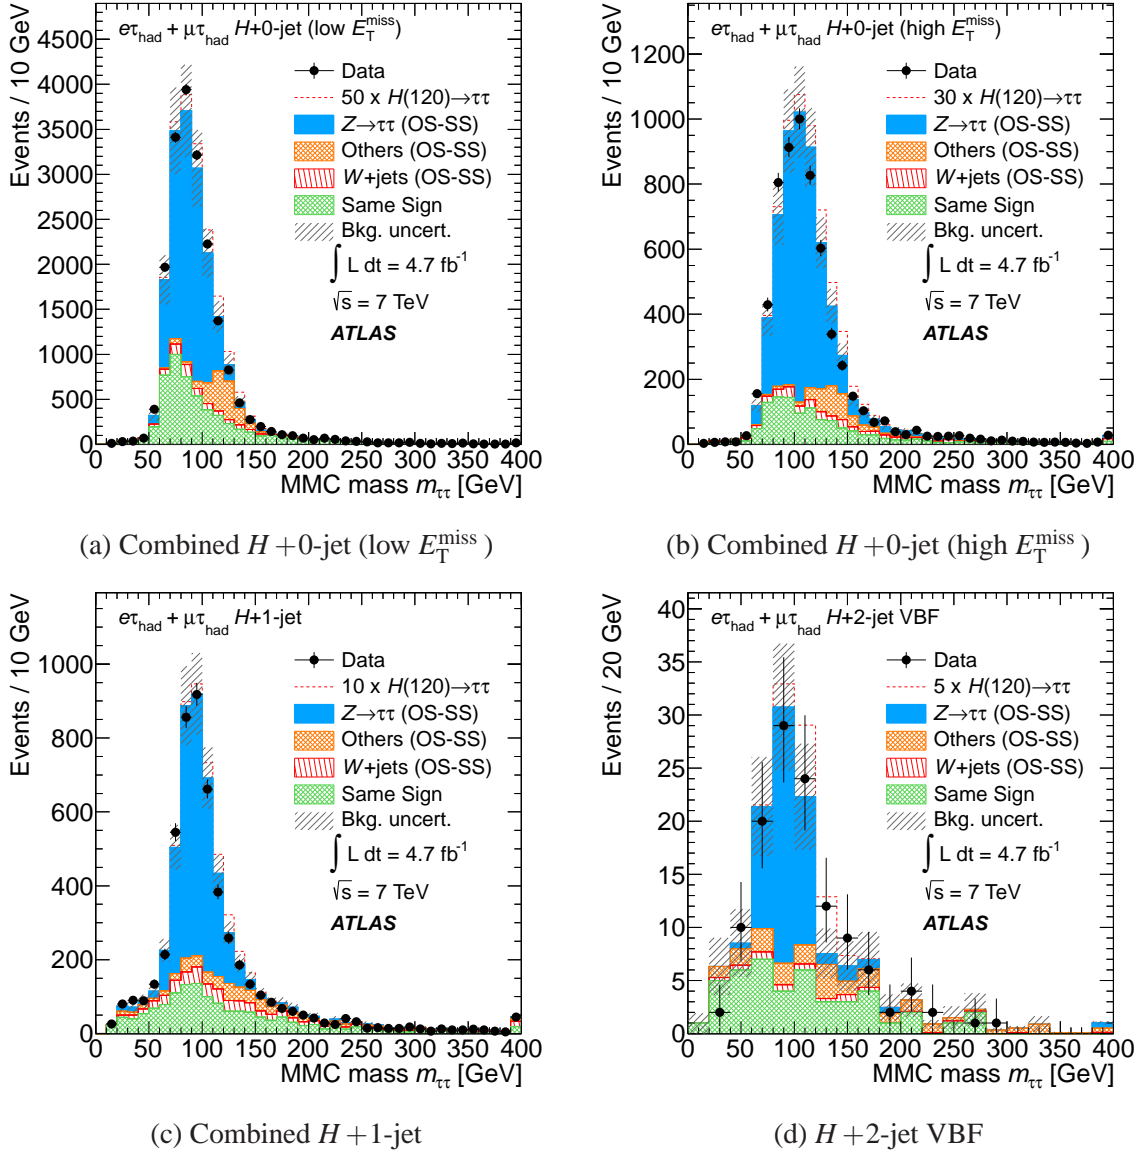 eτhad + μτhad H+0-jet (low ETmiss)
Events / 10 GeV
4500
4000
3500
3000
2500
2000
1500
1000
500
0
Data
50 x H(120)→ττ
Z→ττ (OS-SS)
Others (OS-SS)
W+jets (OS-SS)
Same Sign
Bkg. uncert.
∫ L dt = 4.7 fb-1
√s = 7 TeV
ATLAS
0 50 100 150 200 250 300 350 400
MMC mass mττ [GeV]
(a) Combined H +0-jet (low ETmiss )
eτhad + μτhad H+0-jet (high ETmiss)
Events / 10 GeV
1200
1000
800
600
400
200
0
Data
30 x H(120)→ττ
Z→ττ (OS-SS)
Others (OS-SS)
W+jets (OS-SS)
Same Sign
Bkg. uncert.
∫ L dt = 4.7 fb-1
√s = 7 TeV
ATLAS
0 50 100 150 200 250 300 350 400
MMC mass mττ [GeV]
(b) Combined H +0-jet (high ETmiss )
eτhad + μτhad H+1-jet
Events / 10 GeV
1000
800
600
400
200
0
Data
10 x H(120)→ττ
Z→ττ (OS-SS)
Others (OS-SS)
W+jets (OS-SS)
Same Sign
Bkg. uncert.
∫ L dt = 4.7 fb-1
√s = 7 TeV
ATLAS
0 50 100 150 200 250 300 350 400
MMC mass mττ [GeV]
(c) Combined H +1-jet
eτhad + μτhad H+2-jet VBF
Events / 20 GeV
40
35
30
25
20
15
10
5
0
Data
5 x H(120)→ττ
Z→ττ (OS-SS)
Others (OS-SS)
W+jets (OS-SS)
Same Sign
Bkg. uncert.
∫ L dt = 4.7 fb-1
√s = 7 TeV
ATLAS
0 50 100 150 200 250 300 350 400
MMC mass mττ [GeV]
(d) H +2-jet VBF